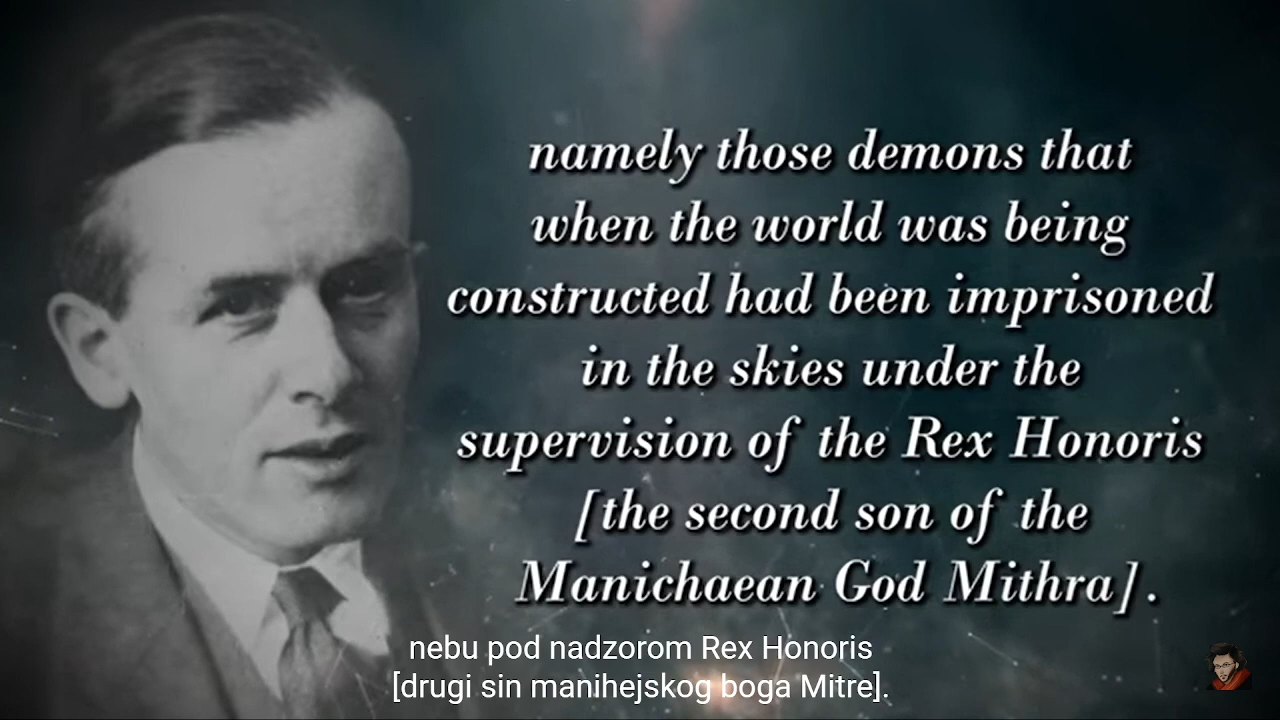 namely those demons that
when the world was being
constructed had been imprisoned
in the skies under the
supervision of the Rex Honoris
[the second son of the
Manichaean God Mithra].
nebu pod nadzorom Rex Honoris
[drugi sin manihejskog boga Mitre].